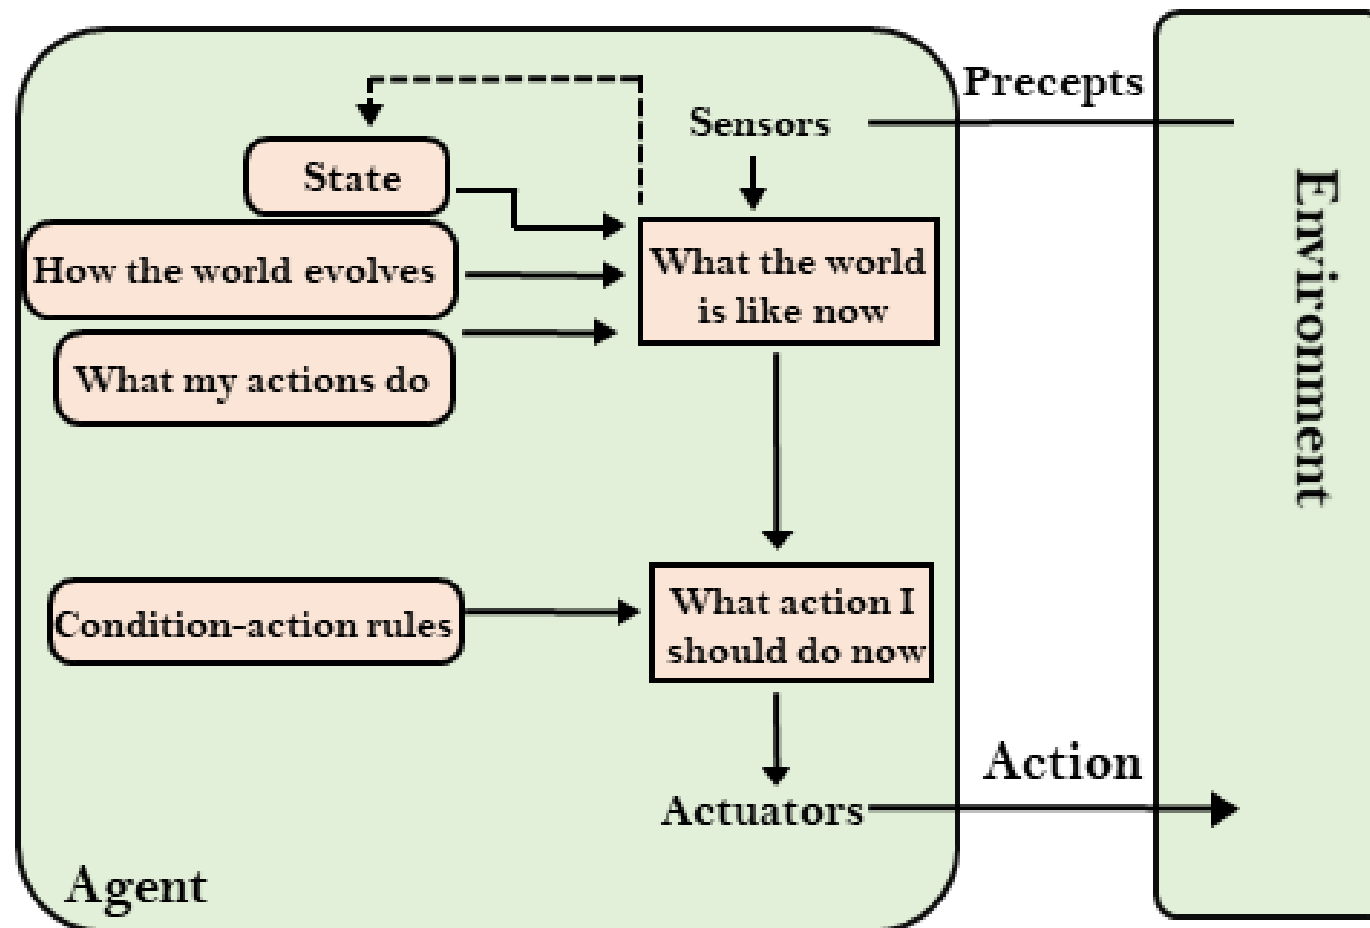 Precepts
Sensors
State
How the world evolves
What my actions do
What the world
is like now
Environment
Condition-action rules
What action I
should do now
Action
Actuators
Agent